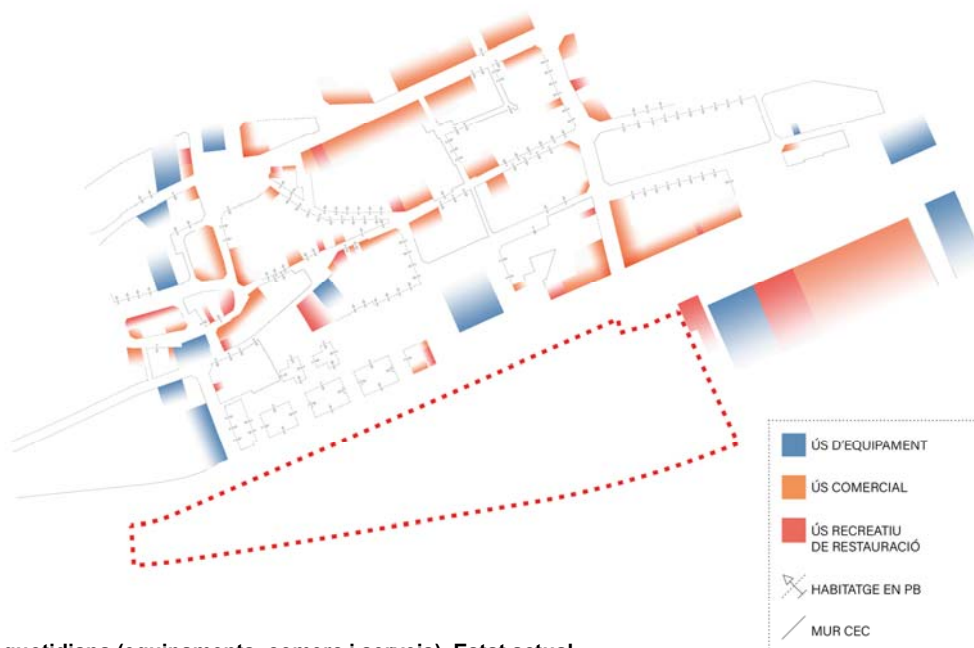 ÚS D'EQUIPAMENT
ÚS COMERCIAL
ÚS RECREATIU
DE RESTAURACIÓ
HABITATGE EN PB
MUR CEC
quotidiana (equipaments, comerç i serveis). Estat actual